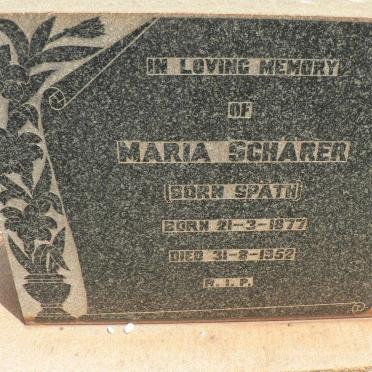 IN LOVING MEMORY
OF
MARIA SCHARER
(BORN SPATH)
BORN 21-3-1877
DIED 31-8-1952
R.I.P.